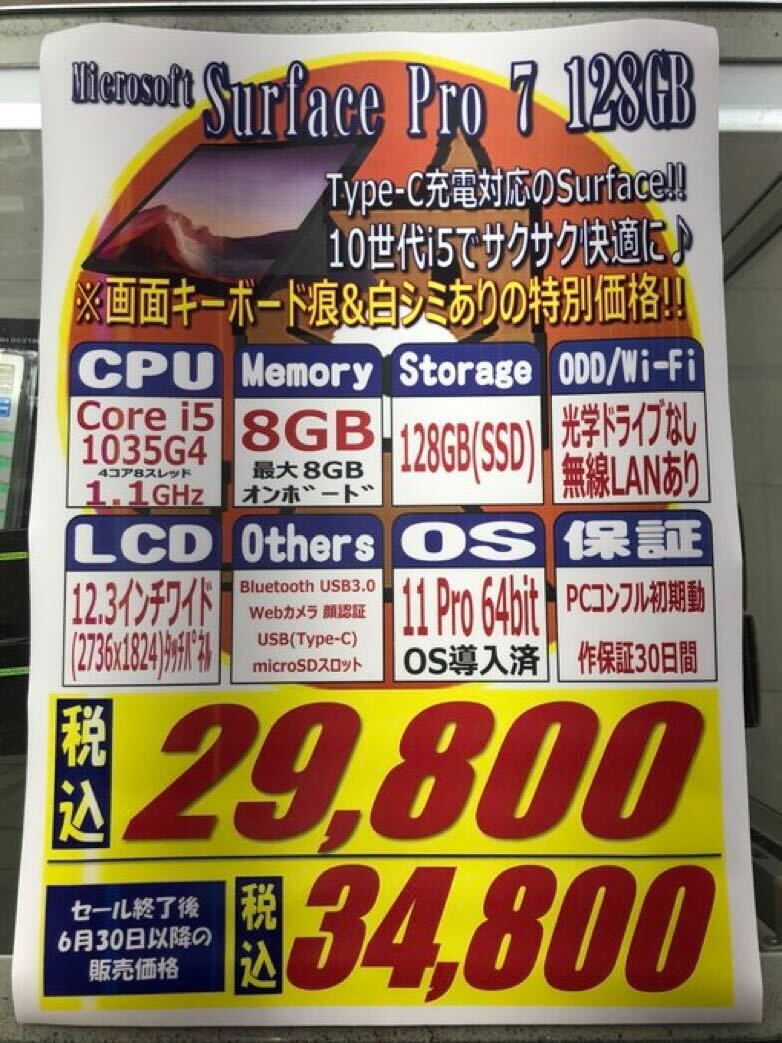 Microsoft Surface Pro 7 128GB
Type-C充電対応のSurface!!
10世代i5でサクサク快適に♪
※画面キーボード痕&白シミありの特別価格!!
CPU
Core i5
1035G4
4コア8スレッド
1.1GHz
Memory
8GB
最大8GB
オンボード
Storage
128GB(SSD)
ODD/Wi-Fi
光学ドライブなし
無線LANあり
LCD
12.3インチワイド
(2736x1824)タッチパネル
Others
Bluetooth USB3.0
Webカメラ 顔認証
USB(Type-C)
microSDスロット
OS
11 Pro 64bit
OS導入済
保証
PCコンフル初期動
作保証30日間
税込
29,800
セール終了後
6月30日以降の
販売価格
税込
34,800